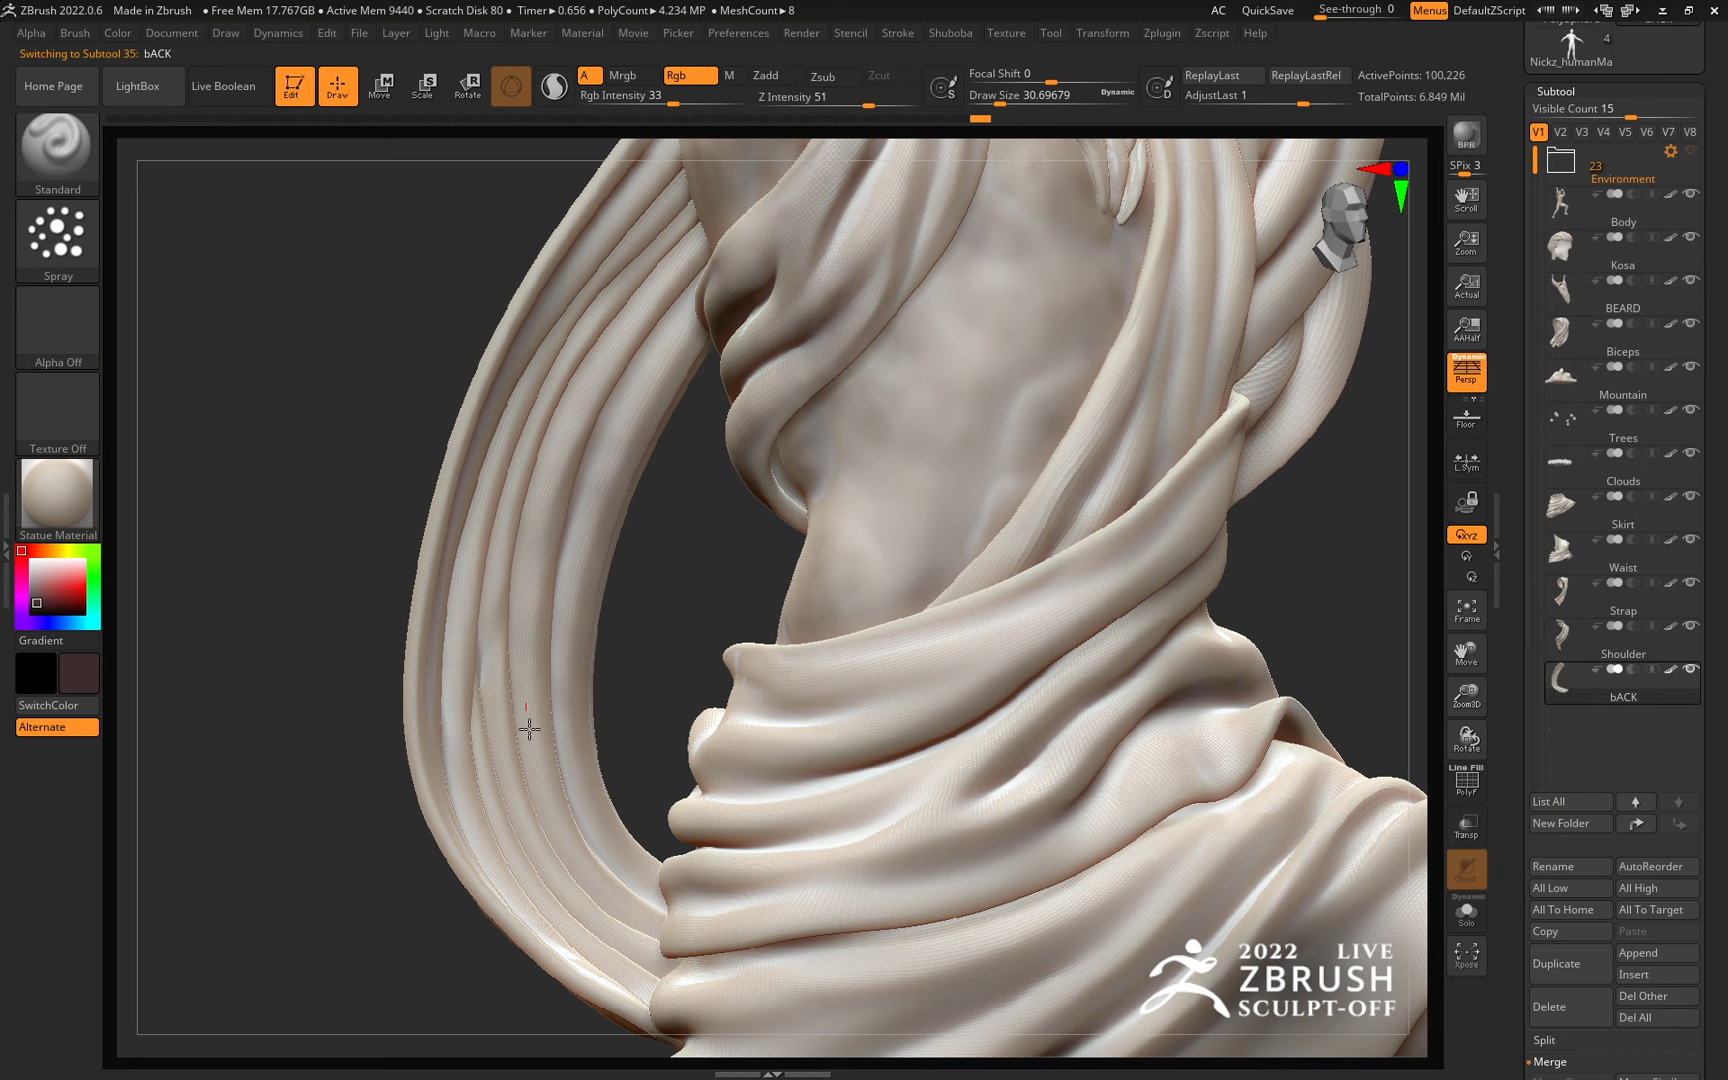 ZBrush 2022.0.6 Made in Zbrush • Free Mem 17.767GB • Active Mem 9440 • Scratch Disk 80 • Timer▸0.656 • PolyCount▸4.234 MP • MeshCount▸8
AC QuickSave See-through 0 Menus DefaultZScript
Alpha Brush Color Document Draw Dynamics Edit File Layer Light Macro Marker Material Movie Picker Preferences Render Stencil Stroke Shuboba Texture Tool Transform Zplugin Zscript Help
Switching to Subtool 35: bACK
Home Page LightBox Live Boolean
Edit Draw Move Scale Rotate
A Mrgb Rgb M Zadd Zsub Zcut
Rgb Intensity 33 Z Intensity 51
Focal Shift 0
Draw Size 30.69679 Dynamic
ReplayLast ReplayLastRel
AdjustLast 1
ActivePoints: 100,226
TotalPoints: 6.849 Mil
Standard
Spray
Alpha Off
Texture Off
Statue Material
Gradient
SwitchColor
Alternate
BPR
SPix 3
Scroll
Zoom
Actual
AAHalf
Dynamic
Persp
Floor
L.Sym
XYZ
Frame
Move
Zoom3D
Rotate
Line Fill
PolyF
Transp
Ghost
Dynamic
Solo
Xpose
4
Nickz_humanMa
Subtool
Visible Count 15
V1 V2 V3 V4 V5 V6 V7 V8
23
Environment
Body
Kosa
BEARD
Biceps
Mountain
Trees
Clouds
Skirt
Waist
Strap
Shoulder
bACK
List All
New Folder
Rename AutoReorder
All Low All High
All To Home All To Target
Copy Paste
Duplicate Append
Insert
Delete Del Other
Del All
Split
Merge
2022 LIVE
ZBRUSH
SCULPT-OFF